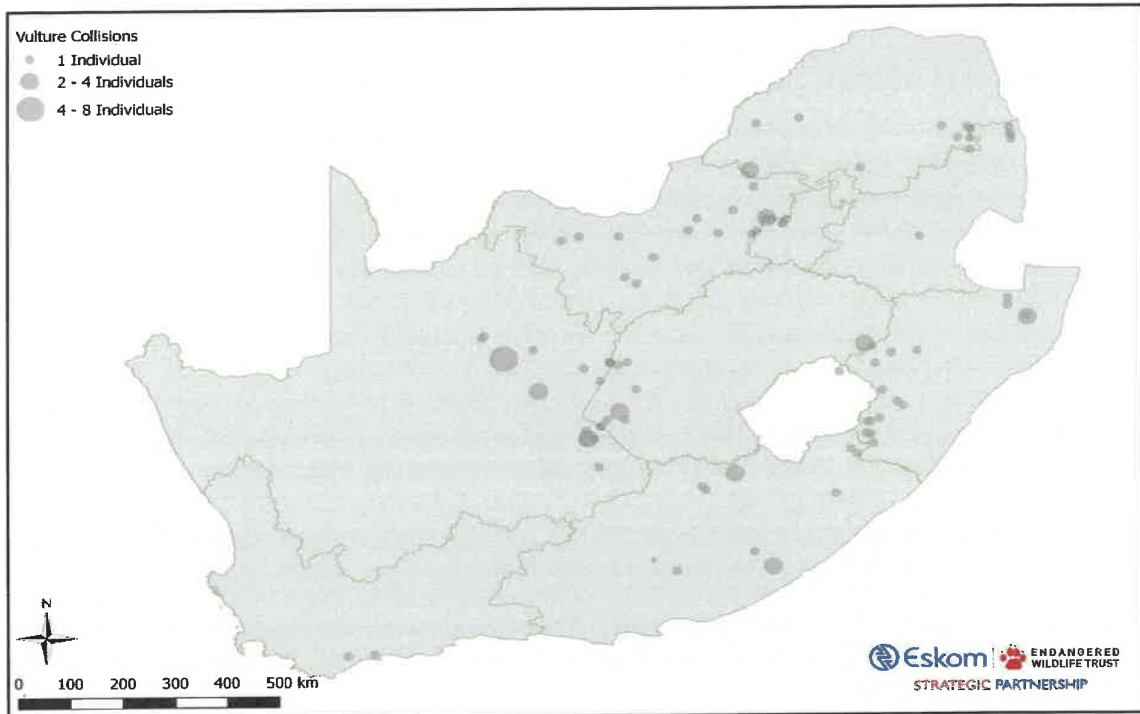 Vulture Collisions
1 Individual
2 - 4 Individuals
4 - 8 Individuals
N
0 100 200 300 400 500 km
Eskom
ENDANGERED
WILDLIFE TRUST
STRATEGIC PARTNERSHIP